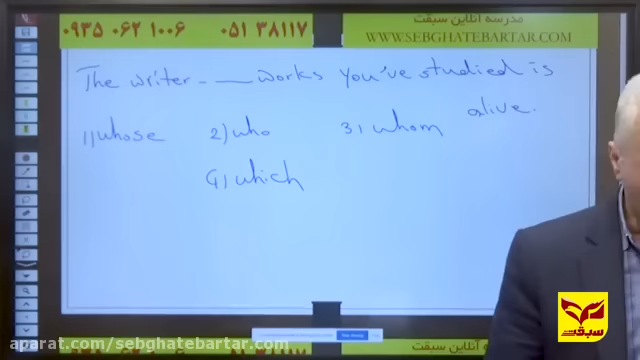 مدرسه آنلاین سبقت
۰۹۳۵ ۰۶۲ ۱۰۰۶
۰۵۱ ۳۸۱۱۷
WWW.SEBGHATEBARTAR.COM
The writer - — works you've studied is
alive.
1) whose 2) who 3) whom
4) which
سبقت
aparat.com/sebghatebartar.com